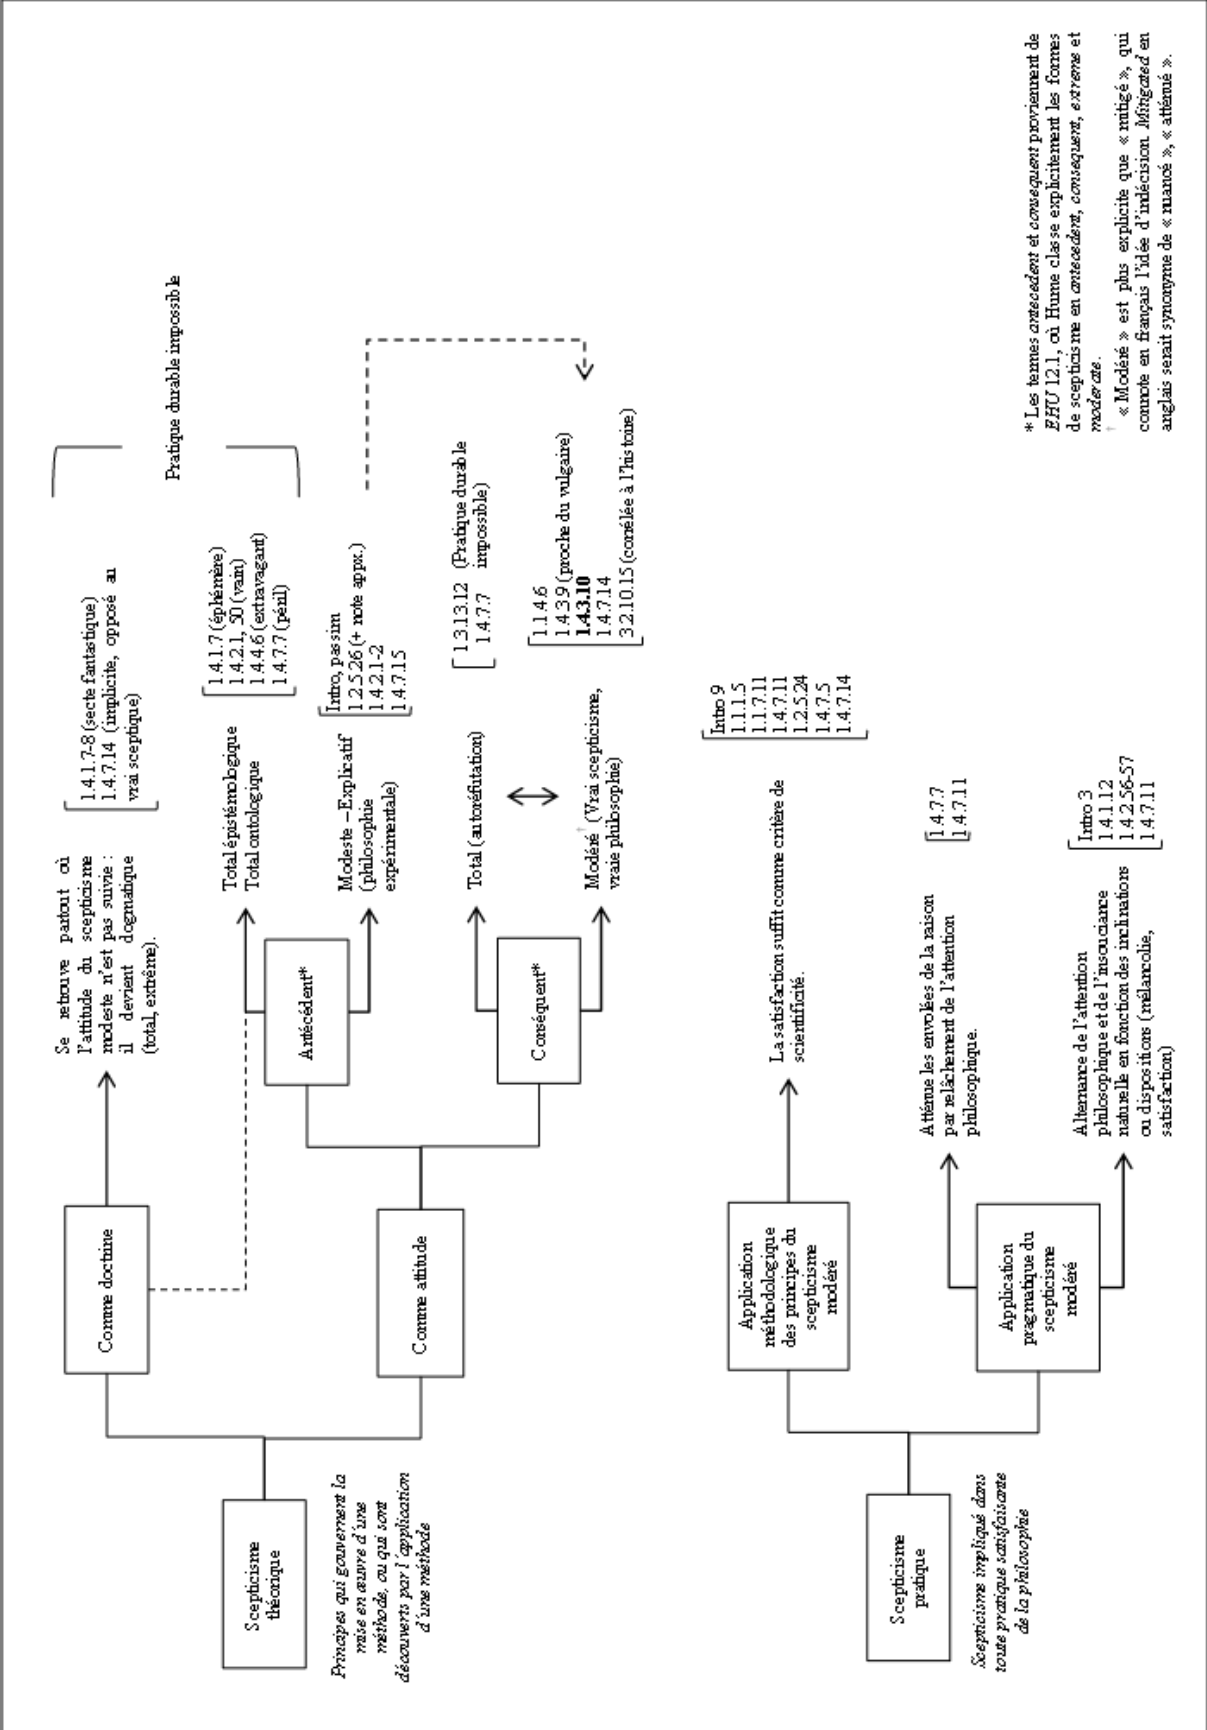 Scepticisme
théorique
Principes qui gouvernent la
mise en œuvre d'une
méthode, ou qui sont
découverts par l'application
d'une méthode
Comme doctrine
Se retrouve partout où
l'attitude du scepticisme
modeste n'est pas suivie :
il devient dogmatique
(total, extrême).
1.4.1.7-8 (secte fantastique)
1.4.7.14 (implicite, opposé au
vrai sceptique)
Pratique durable impossible
Comme attitude
Antécédent*
Total épistémologique
Total ontologique
1.4.1.7 (éphémère)
1.4.2.1, 50 (vain)
1.4.4.6 (extravagant)
1.4.7.7 (péril)
Modeste –Explicatif
(philosophie
expérimentale)
Intro, passim
1.2.5.26 (+ note appx.)
1.4.2.1-2
1.4.7.15
Conséquent*
Total (autoréfutation)
1.3.13.12 (Pratique durable
1.4.7.7 impossible)
Modéré† (Vrai scepticisme,
vraie philosophie)
1.1.4.6
1.4.3.9 (proche du vulgaire)
1.4.3.10
1.4.7.14
3.2.10.15 (corrélée à l'histoire)
Scepticisme
pratique
Scepticisme impliqué dans
toute pratique satisfaisante
de la philosophie
Application
méthodologique
des principes du
scepticisme
modéré
La satisfaction suffit comme critère de
scientificité.
Intro 9
1.1.1.5
1.1.7.11
1.4.7.11
1.2.5.24
1.4.7.5
1.4.7.14
Application
pragmatique du
scepticisme
modéré
Atténue les envolées de la raison
par relâchement de l'attention
philosophique.
1.4.7.7
1.4.7.11
Alternance de l'attention
philosophique et de l'insouciance
naturelle en fonction des inclinations
ou dispositions (mélancolie,
satisfaction)
Intro 3
1.4.1.12
1.4.2.56-57
1.4.7.11
* Les termes antecedent et consequent proviennent de
EHU 12.1, où Hume classe explicitement les formes
de scepticisme en antecedent, consequent, extreme et
moderate.
† « Modéré » est plus explicite que « mitigé », qui
connote en français l'idée d'indécision. Mitigated en
anglais serait synonyme de « nuancé », « atténué ».